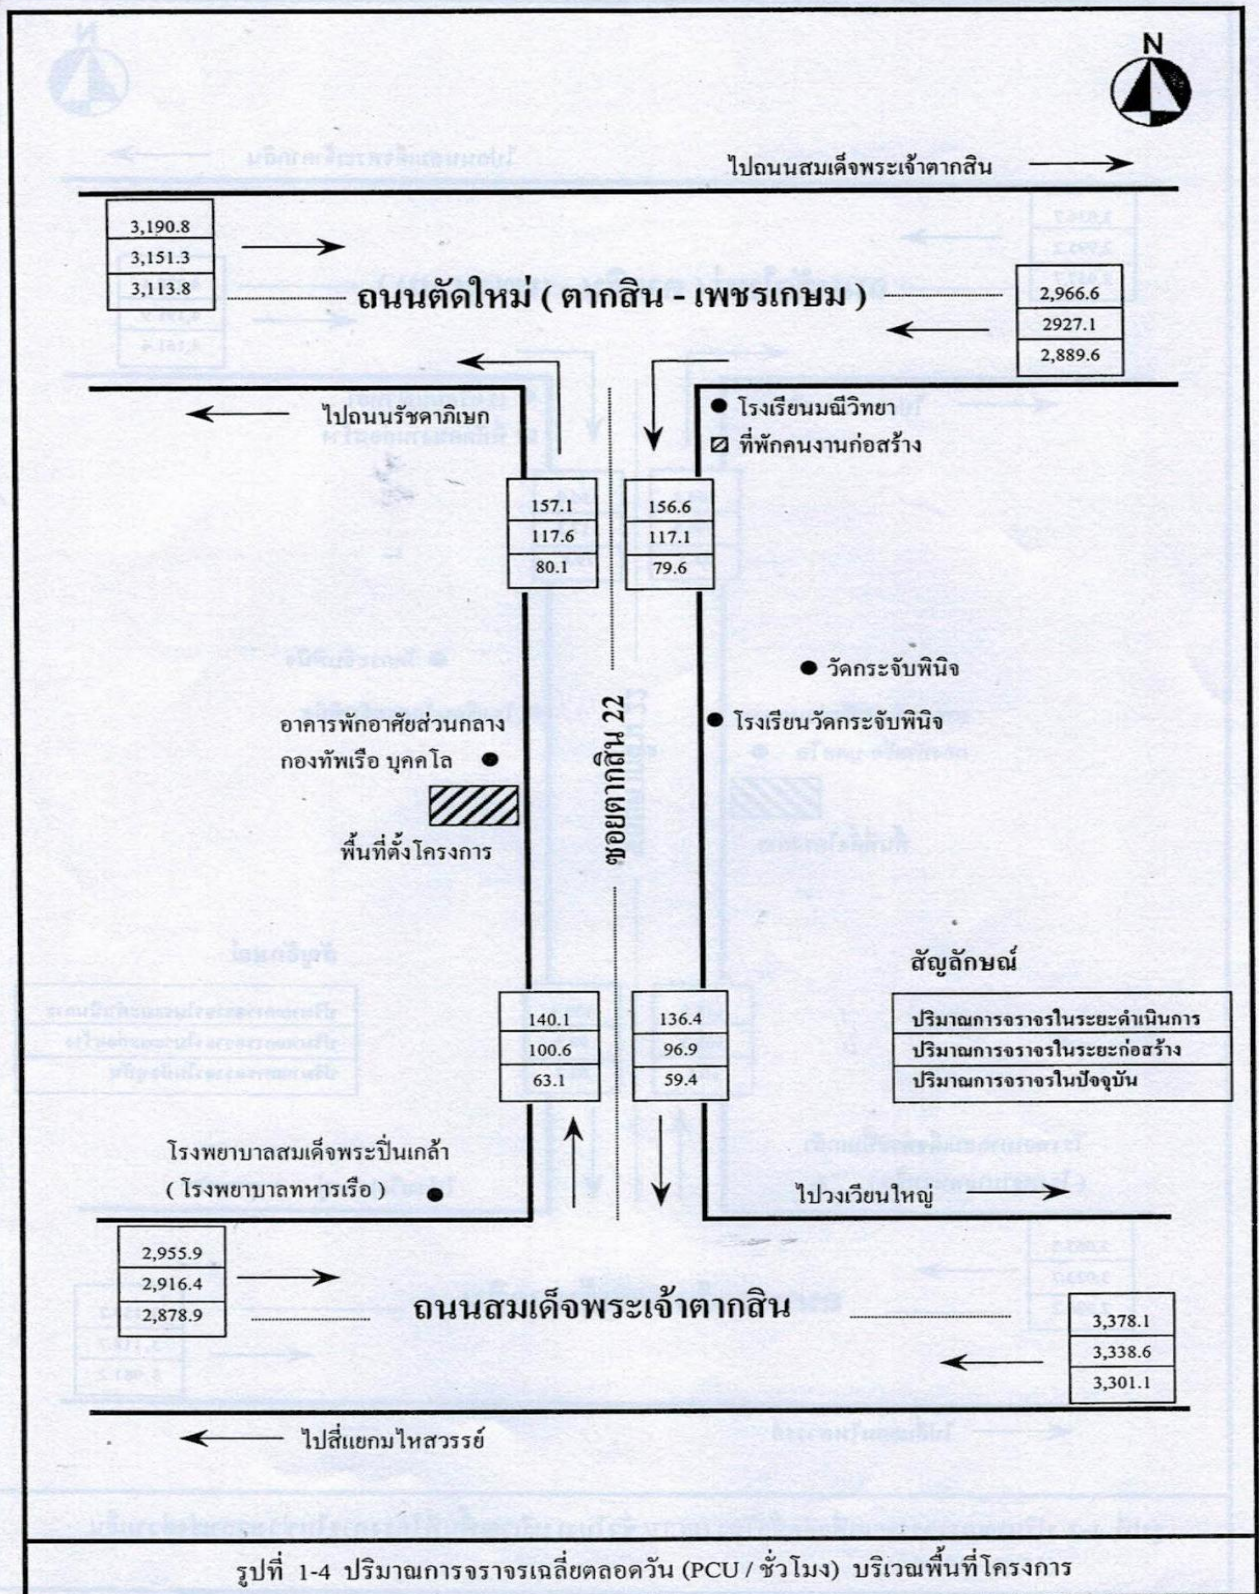 N
ไปถนนสมเด็จพระเจ้าตากสิน
3,190.8
3,151.3
3,113.8
ถนนตัดใหม่ ( ตากสิน - เพชรเกษม )
2,966.6
2927.1
2,889.6
ไปถนนรัชดาภิเษก
โรงเรียนมณีวิทยา
ที่พักคนงานก่อสร้าง
157.1
117.6
80.1
156.6
117.1
79.6
วัดกระจับพินิจ
โรงเรียนวัดกระจับพินิจ
อาคารพักอาศัยส่วนกลาง
กองทัพเรือ บุคคโล
พื้นที่ตั้งโครงการ
ซอยตากสิน 22
สัญลักษณ์
ปริมาณการจราจรในระยะดำเนินการ
ปริมาณการจราจรในระยะก่อสร้าง
ปริมาณการจราจรในปัจจุบัน
140.1
100.6
63.1
136.4
96.9
59.4
โรงพยาบาลสมเด็จพระปิ่นเกล้า
( โรงพยาบาลทหารเรือ )
ไปวงเวียนใหญ่
2,955.9
2,916.4
2,878.9
ถนนสมเด็จพระเจ้าตากสิน
3,378.1
3,338.6
3,301.1
ไปสี่แยกมไหสวรรย์
รูปที่ 1-4 ปริมาณการจราจรเฉลี่ยตลอดวัน (PCU / ชั่วโมง) บริเวณพื้นที่โครงการ